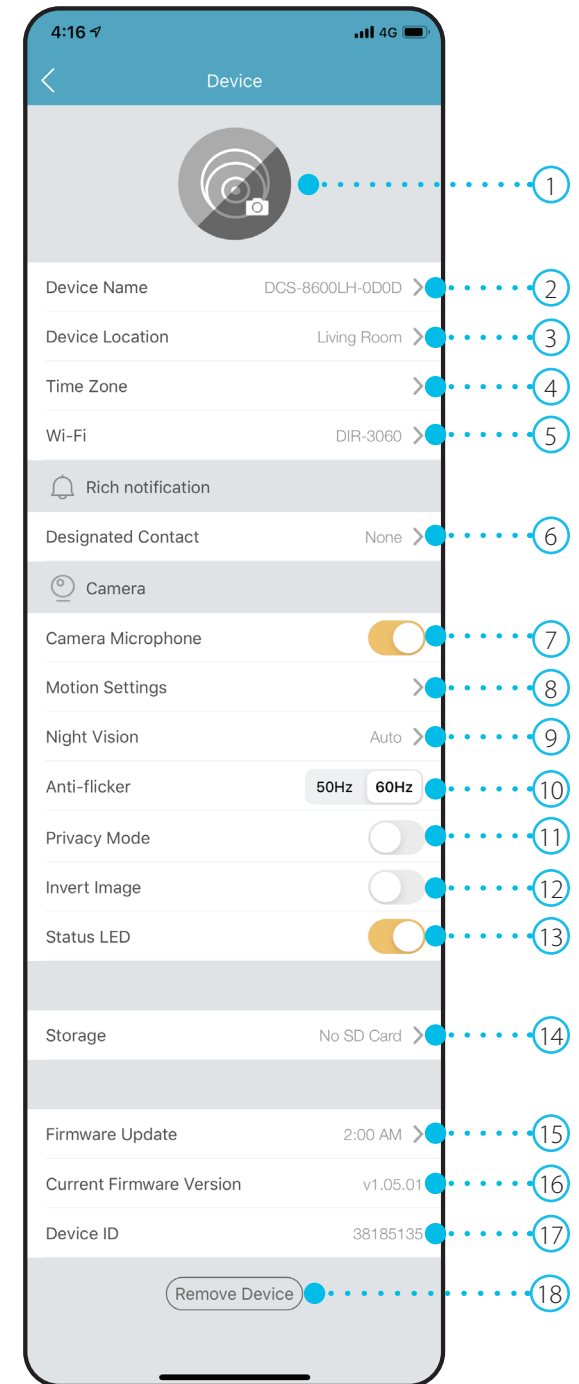 4:16 4G
Device
1
Device Name DCS-8600LH-0D0D 2
Device Location Living Room 3
Time Zone 4
Wi-Fi DIR-3060 5
Rich notification
Designated Contact None 6
Camera
Camera Microphone 7
Motion Settings 8
Night Vision Auto 9
Anti-flicker 50Hz 60Hz 10
Privacy Mode 11
Invert Image 12
Status LED 13
Storage No SD Card 14
Firmware Update 2:00 AM 15
Current Firmware Version v1.05.01 16
Device ID 38185135 17
Remove Device 18